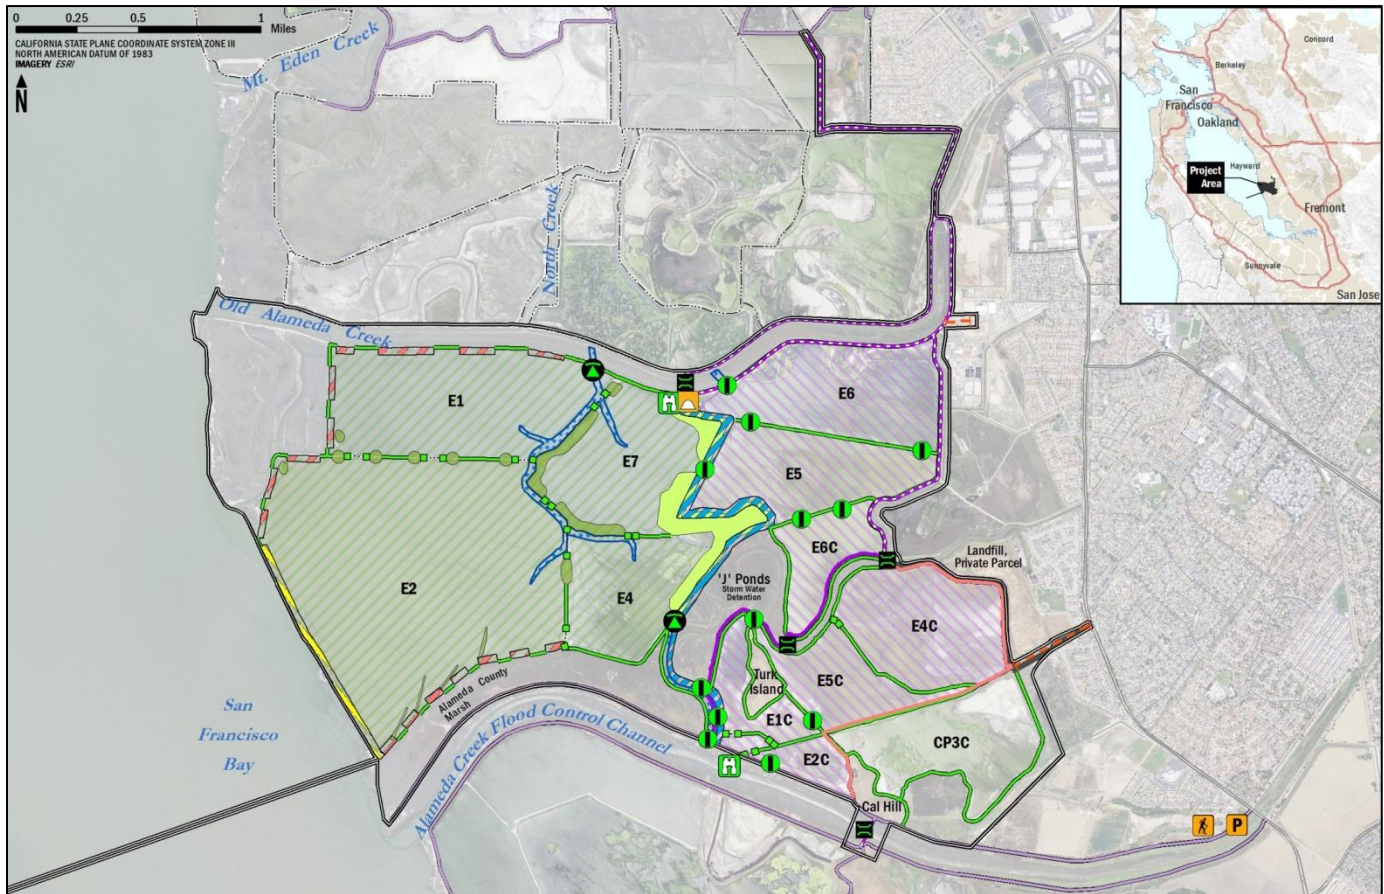 0 0.25 0.5 1
Miles
CALIFORNIA STATE PLANE COORDINATE SYSTEM ZONE III
NORTH AMERICAN DATUM OF 1983
IMAGERY ESRI
N
Mt. Eden Creek
North Creek
Old Alameda Creek
Concord
Berkeley
San
Francisco
Oakland
Hayward
Project
Area
Fremont
Sunnyvale
San Jose
E1
E6
E7
E5
E6C
Landfill,
Private Parcel
'J' Ponds
Storm Water
Detention
E2
E4
E4C
Turk
Island
E5C
Alameda County
Marsh
San
Francisco
Bay
E1C
Alameda Creek Flood Control Channel
E2C
CP3C
Cal Hill
P